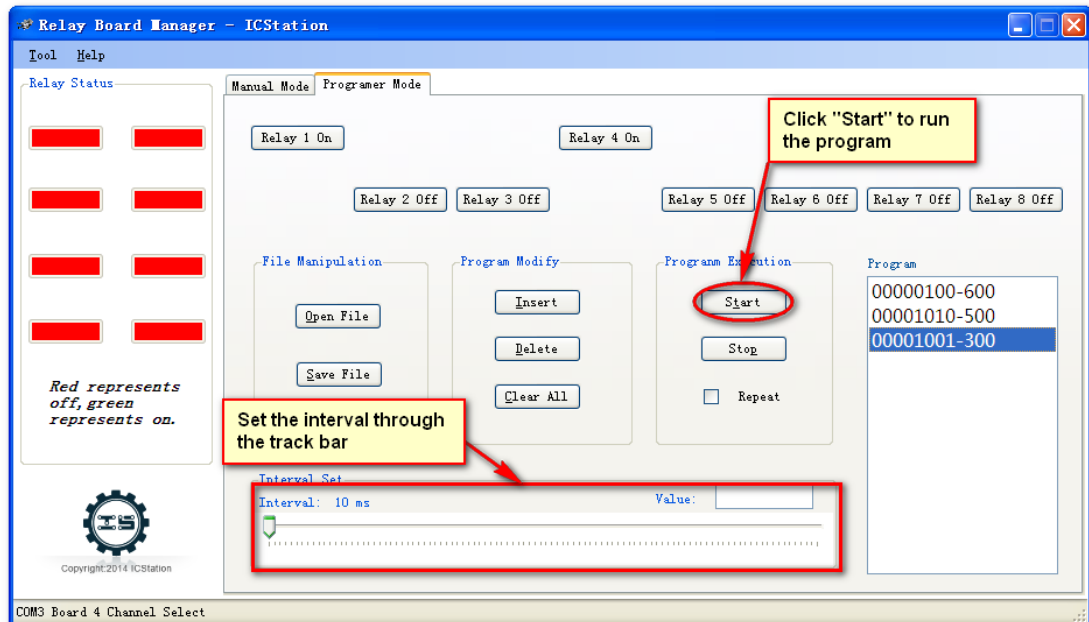 Relay Board Manager - ICStation
Tool Help
Relay Status
Manual Mode Programer Mode
Click "Start" to run
the program
Relay 1 On Relay 4 On
Relay 2 Off Relay 3 Off Relay 5 Off Relay 6 Off Relay 7 Off Relay 8 Off
File Manipulation Program Modify Programm Execution Program
Open File Insert Start
Save File Delete Stop
Clear All Repeat
00000100-600
00001010-500
00001001-300
Red represents
off,green
represents on.
Set the interval through
the track bar
Interval Set
Interval: 10 ms Value:
IS
Copyright:2014 ICStation
COM3 Board 4 Channel Select